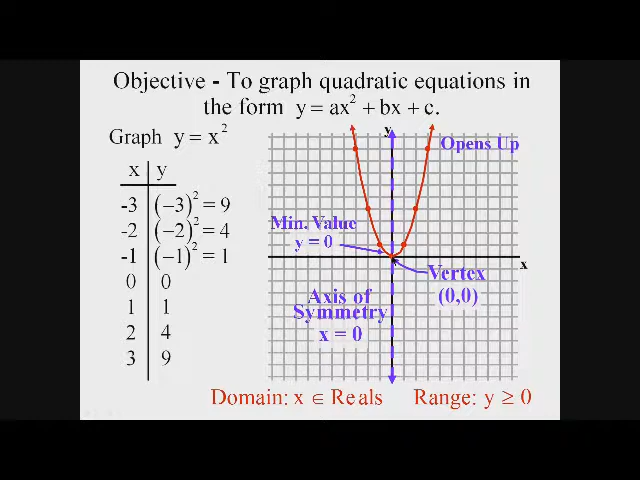 Objective - To graph quadratic equations in
the form y = ax² + bx + c.
Graph y = x²
x y
-3 (−3)² = 9
-2 (−2)² = 4
-1 (−1)² = 1
0 0
1 1
2 4
3 9
y
Opens Up
Min. Value
y = 0
x
Vertex
(0,0)
Axis of
Symmetry
x = 0
Domain: x ∈ Reals
Range: y ≥ 0